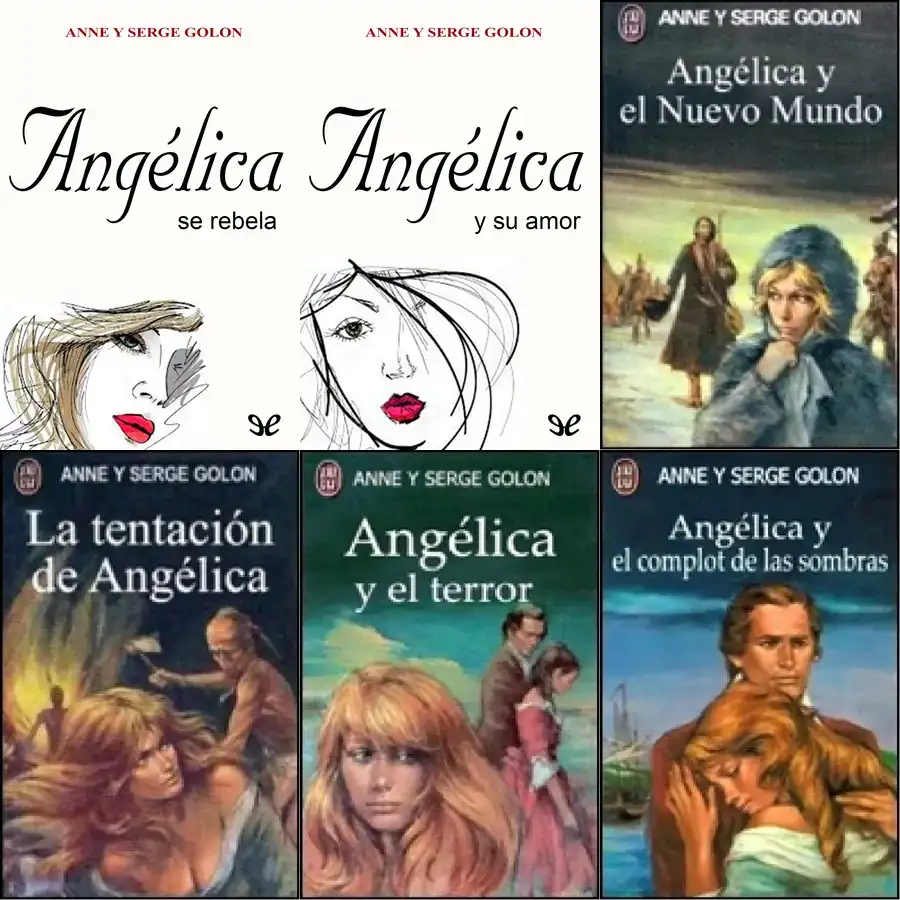 ANNE Y SERGE GOLON
Angélica
se rebela
ANNE Y SERGE GOLON
Angélica
y su amor
ANNE Y SERGE GOLON
Angélica y
el Nuevo Mundo
ANNE Y SERGE GOLON
La tentación
de Angélica
ANNE Y SERGE GOLON
Angélica
y el terror
ANNE Y SERGE GOLON
Angélica y
el complot de las sombras